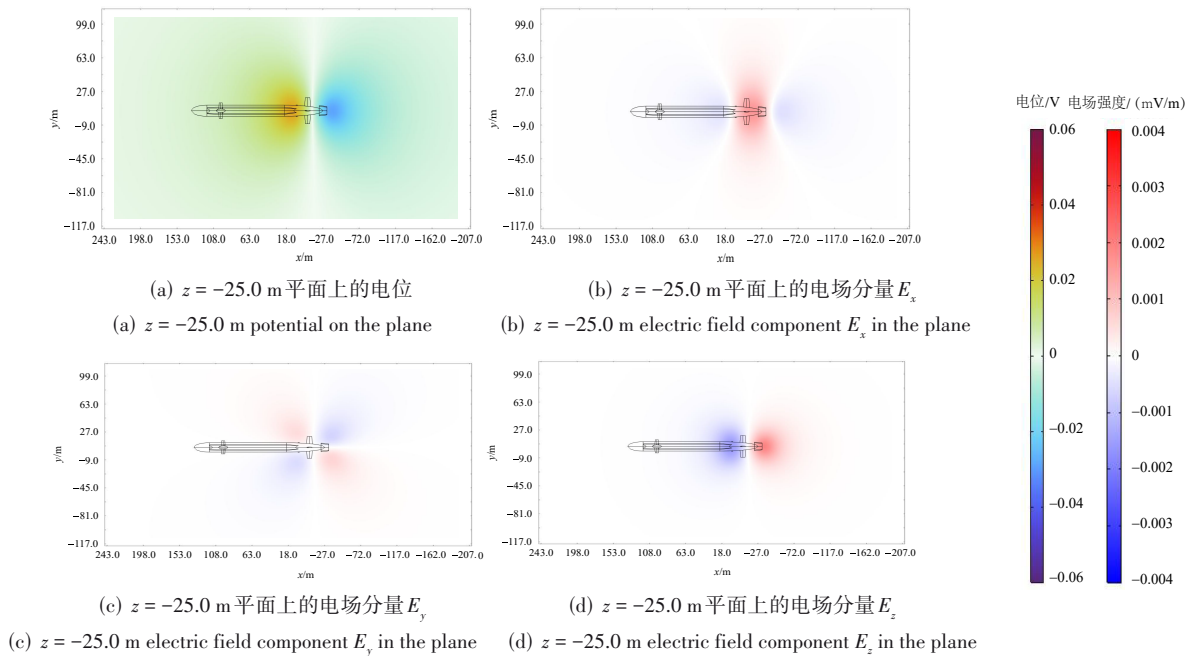 99.0
63.0
27.0
−9.0
−45.0
−81.0
−117.0
y/m
243.0 198.0 153.0 108.0 63.0 18.0 −27.0 −72.0 −117.0 −162.0 −207.0
x/m
(a) z = −25.0 m平面上的电位
(a) z = −25.0 m potential on the plane
99.0
63.0
27.0
−9.0
−45.0
−81.0
−117.0
y/m
243.0 198.0 153.0 108.0 63.0 18.0 −27.0 −72.0 −117.0 −162.0 −207.0
x/m
(b) z = −25.0 m平面上的电场分量Ex
(b) z = −25.0 m electric field component Ex in the plane
99.0
63.0
27.0
−9.0
−45.0
−81.0
−117.0
y/m
243.0 198.0 153.0 108.0 63.0 18.0 −27.0 −72.0 −117.0 −162.0 −207.0
x/m
(c) z = −25.0 m平面上的电场分量Ey
(c) z = −25.0 m electric field component Ey in the plane
99.0
63.0
27.0
−9.0
−45.0
−81.0
−117.0
y/m
243.0 198.0 153.0 108.0 63.0 18.0 −27.0 −72.0 −117.0 −162.0 −207.0
x/m
(d) z = −25.0 m平面上的电场分量Ez
(d) z = −25.0 m electric field component Ez in the plane
电位/V 电场强度/(mV/m)
0.06
0.04
0.02
0
−0.02
−0.04
−0.06
0.004
0.003
0.002
0.001
0
−0.001
−0.002
−0.003
−0.004